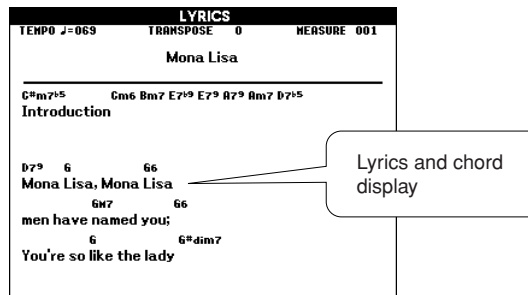 LYRICS
TEMPO ♩=069 TRANSPOSE 0 MEASURE 001
Mona Lisa
C#m7♭5 Cm6 Bm7 E7♭9 E79 A79 Am7 D7♭5
Introduction
D79 G G6
Mona Lisa, Mona Lisa
GM7 G6
men have named you;
G G#dim7
You're so like the lady
Lyrics and chord
display